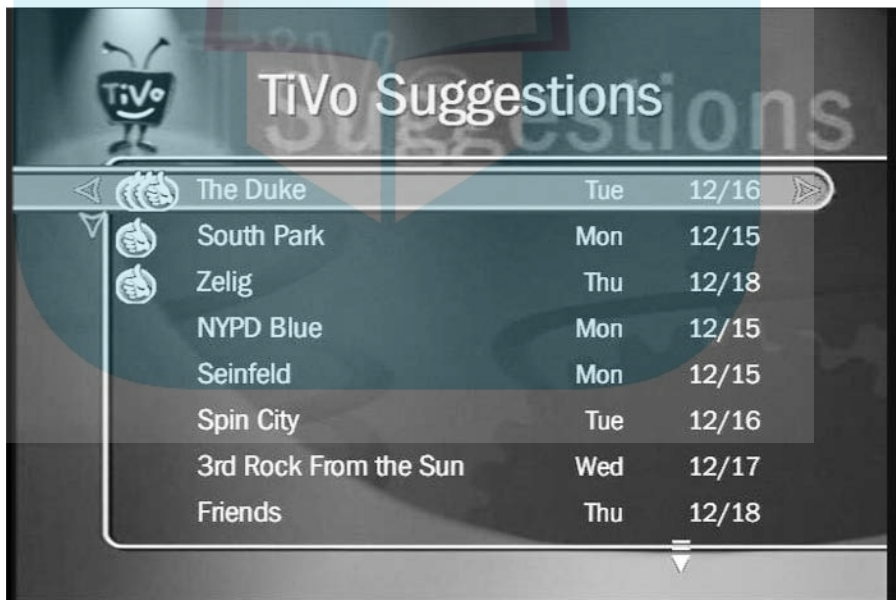 TiVo
TiVo Suggestions
Suggestions
The Duke Tue 12/16
South Park Mon 12/15
Zelig Thu 12/18
NYPD Blue Mon 12/15
Seinfeld Mon 12/15
Spin City Tue 12/16
3rd Rock From the Sun Wed 12/17
Friends Thu 12/18